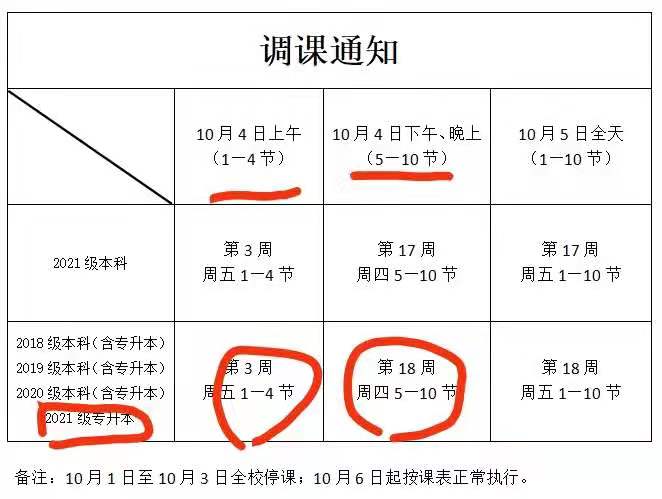 调课通知
10月4日上午
（1—4节）
10月4日下午、晚上
（5—10节）
10月5日全天
（1—10节）
2021级本科
第3周
周五1—4节
第17周
周四5—10节
第17周
周五1—10节
2018级本科（含专升本）
2019级本科（含专升本）
2020级本科（含专升本）
2021级专升本
第3周
周五1—4节
第18周
周四5—10节
第18周
周五1—10节
备注：10月1日至10月3日全校停课；10月6日起按课表正常执行。